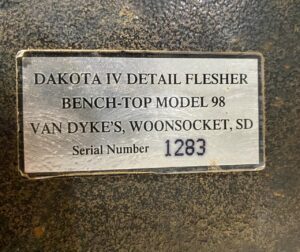 DAKOTA IV DETAIL FLESHER
BENCH-TOP MODEL 98
VAN DYKE'S, WOONSOCKET, SD
Serial Number 1283